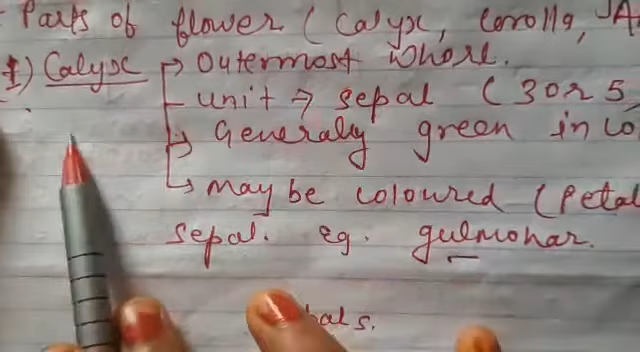 Parts of flower (Calyx, Corolla, A
1) Calyx → Outermost whorl.
unit → sepal (3 or 5
→ Generally green in co
→ may be coloured (Petal
sepal. eg. gulmohar.
pals.